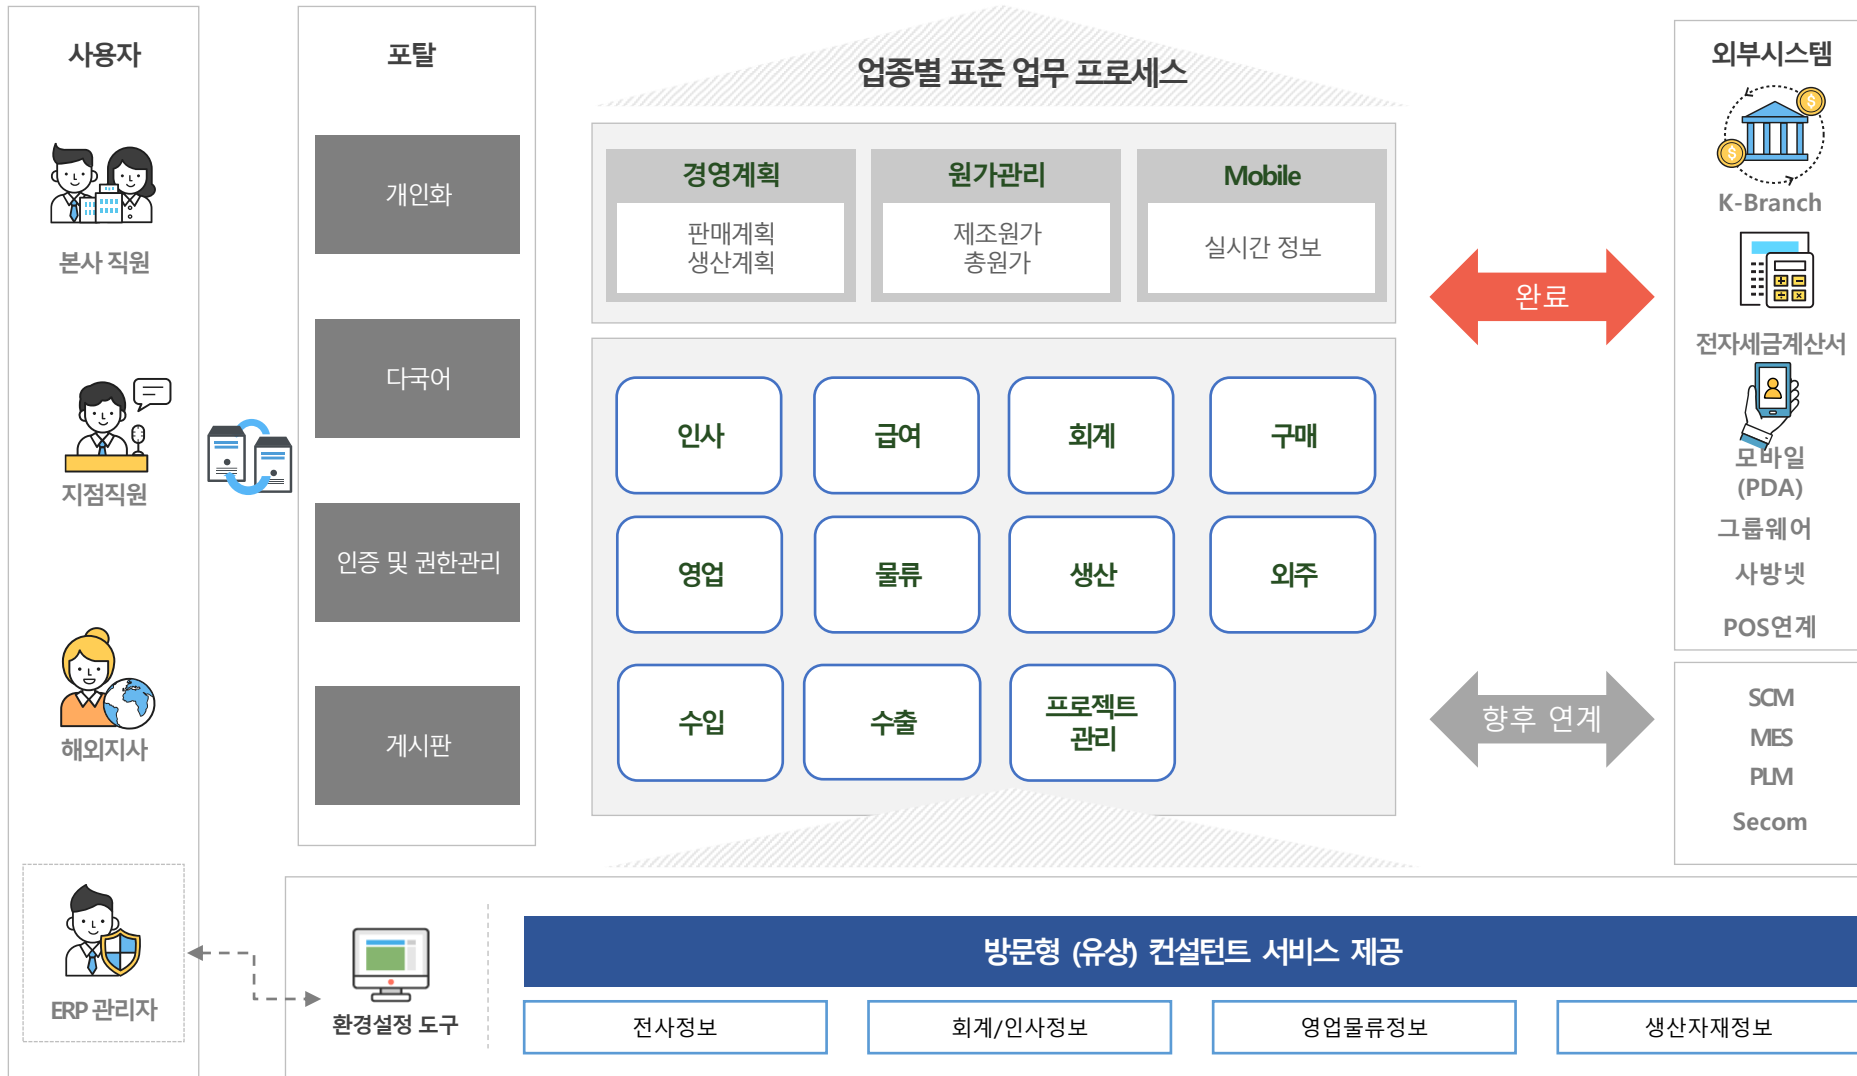 사용자
본사 직원
지점직원
해외지사
ERP 관리자
포탈
개인화
다국어
인증 및 권한관리
게시판
업종별 표준 업무 프로세스
경영계획
판매계획
생산계획
원가관리
제조원가
총원가
Mobile
실시간 정보
인사
급여
회계
구매
영업
물류
생산
외주
수입
수출
프로젝트
관리
완료
향후 연계
외부시스템
K-Branch
전자세금계산서
모바일
(PDA)
그룹웨어
사방넷
POS연계
SCM
MES
PLM
Secom
환경설정 도구
방문형 (유상) 컨설턴트 서비스 제공
전사정보
회계/인사정보
영업물류정보
생산자재정보